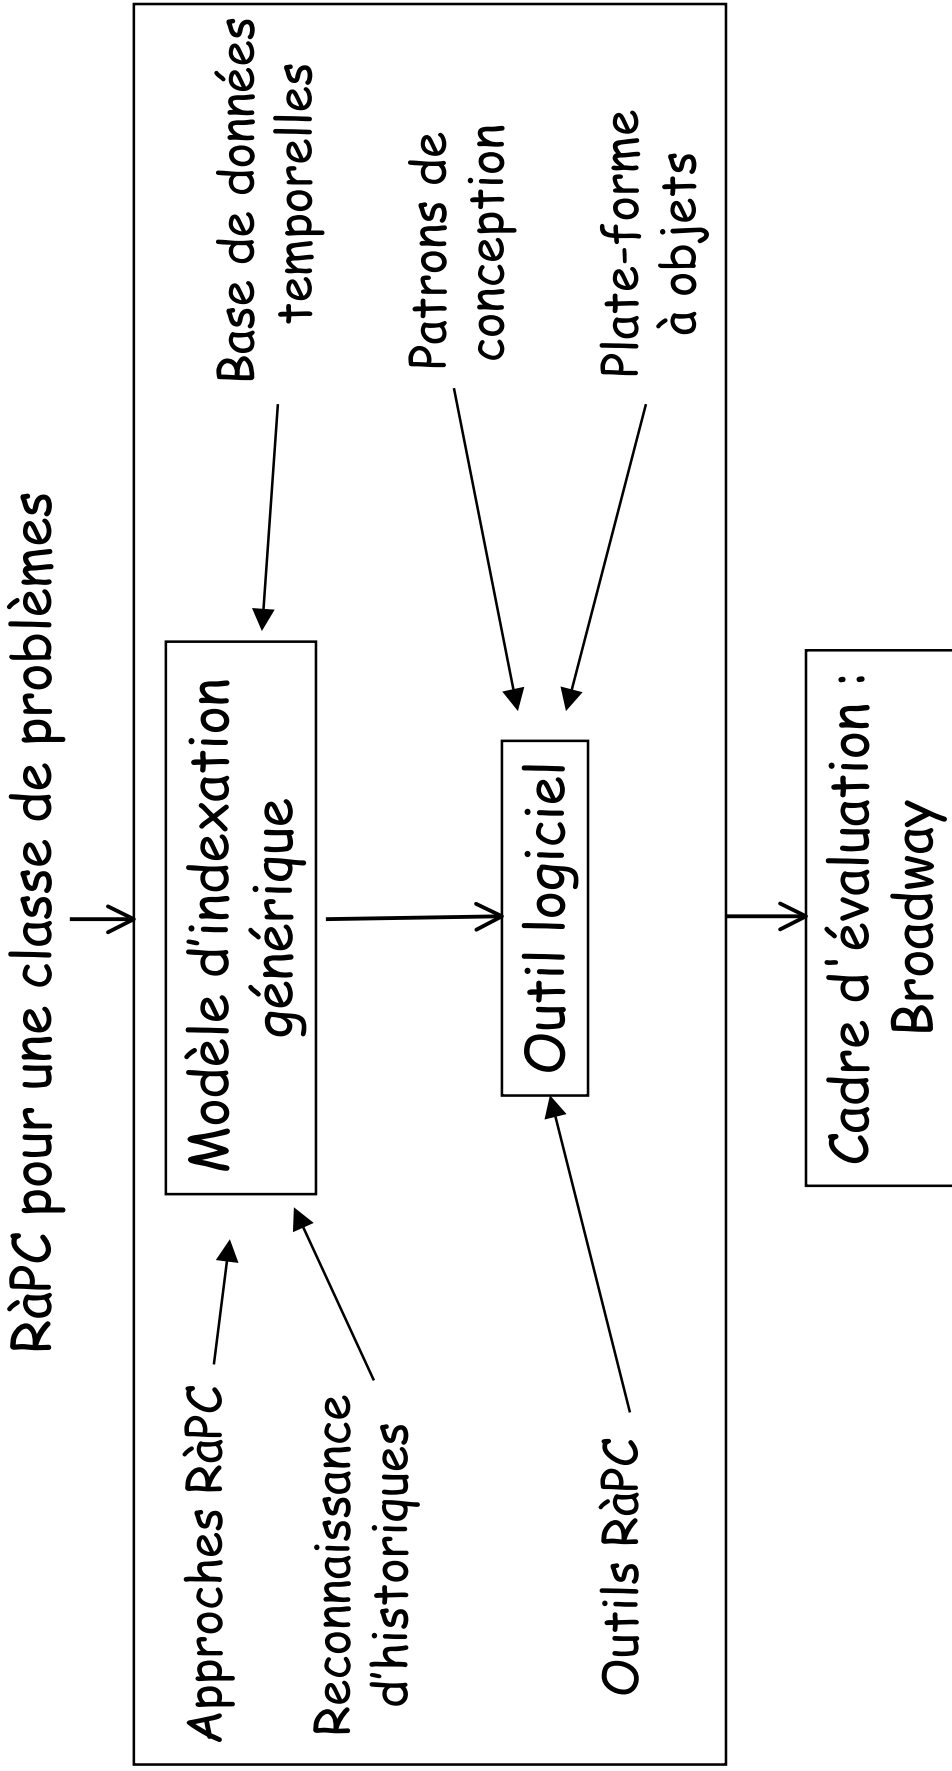 RàPC pour une classe de problèmes
Approches RàPC
Reconnaissance
d'historiques
Modèle d'indexation
générique
Base de données
temporelles
Patrons de
conception
Outils RàPC
Outil logiciel
Plate-forme
à objets
Cadre d'évaluation :
Broadway